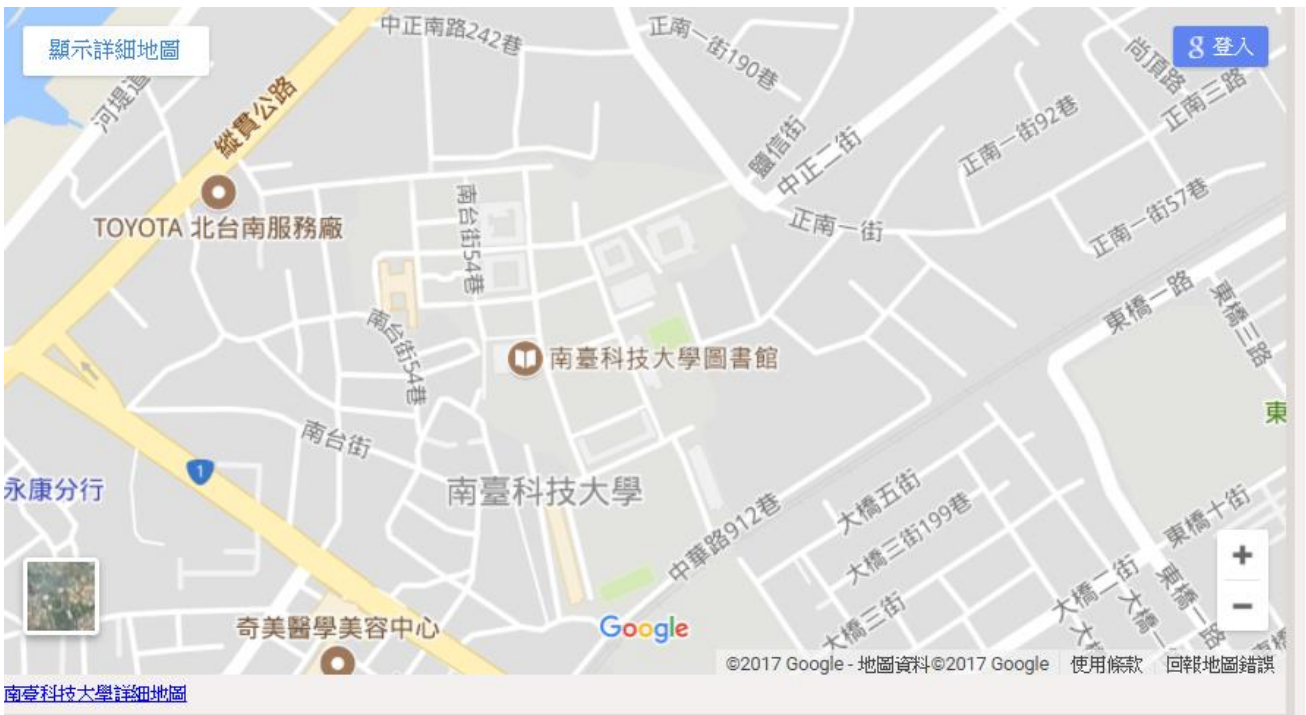 顯示詳細地圖
中正南路242巷
正南一街190巷
登入
尚頂路
正南三路
河堤道
縱貫公路
鹽信街
中正二街
正南一街92巷
正南一街57巷
TOYOTA 北台南服務廠
南台街54巷
正南一街
東橋一路
東橋三路
南台街54巷
南臺科技大學圖書館
東
南台街
1
永康分行
南臺科技大學
中華路912巷
大橋五街
大橋三街199巷
東橋十街
奇美醫學美容中心
Google
大橋三街
大橋二街
+
−
©2017 Google - 地圖資料©2017 Google
使用條款
回報地圖錯誤
南臺科技大學詳細地圖